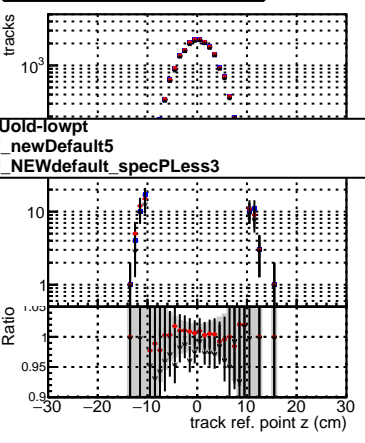 tracks
10³
Uold-lowpt
_newDefault5
_NEWdefault_specPLess3
10
1
Ratio
1.05
1
0.95
0.9
−30 −20 −10 0 10 20 30
track ref. point z (cm)